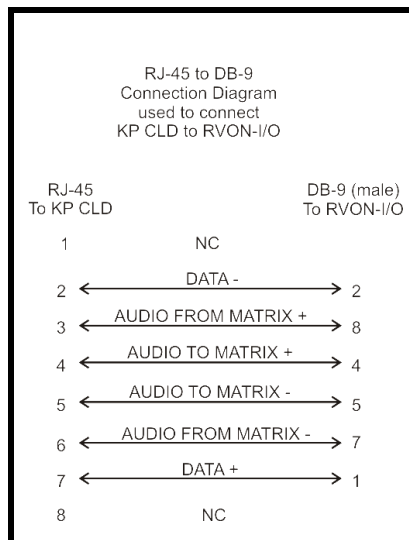 RJ-45 to DB-9
Connection Diagram
used to connect
KP CLD to RVON-I/O
RJ-45
To KP CLD
DB-9 (male)
To RVON-I/O
1 NC
2 DATA - 2
3 AUDIO FROM MATRIX + 8
4 AUDIO TO MATRIX + 4
5 AUDIO TO MATRIX - 5
6 AUDIO FROM MATRIX - 7
7 DATA + 1
8 NC